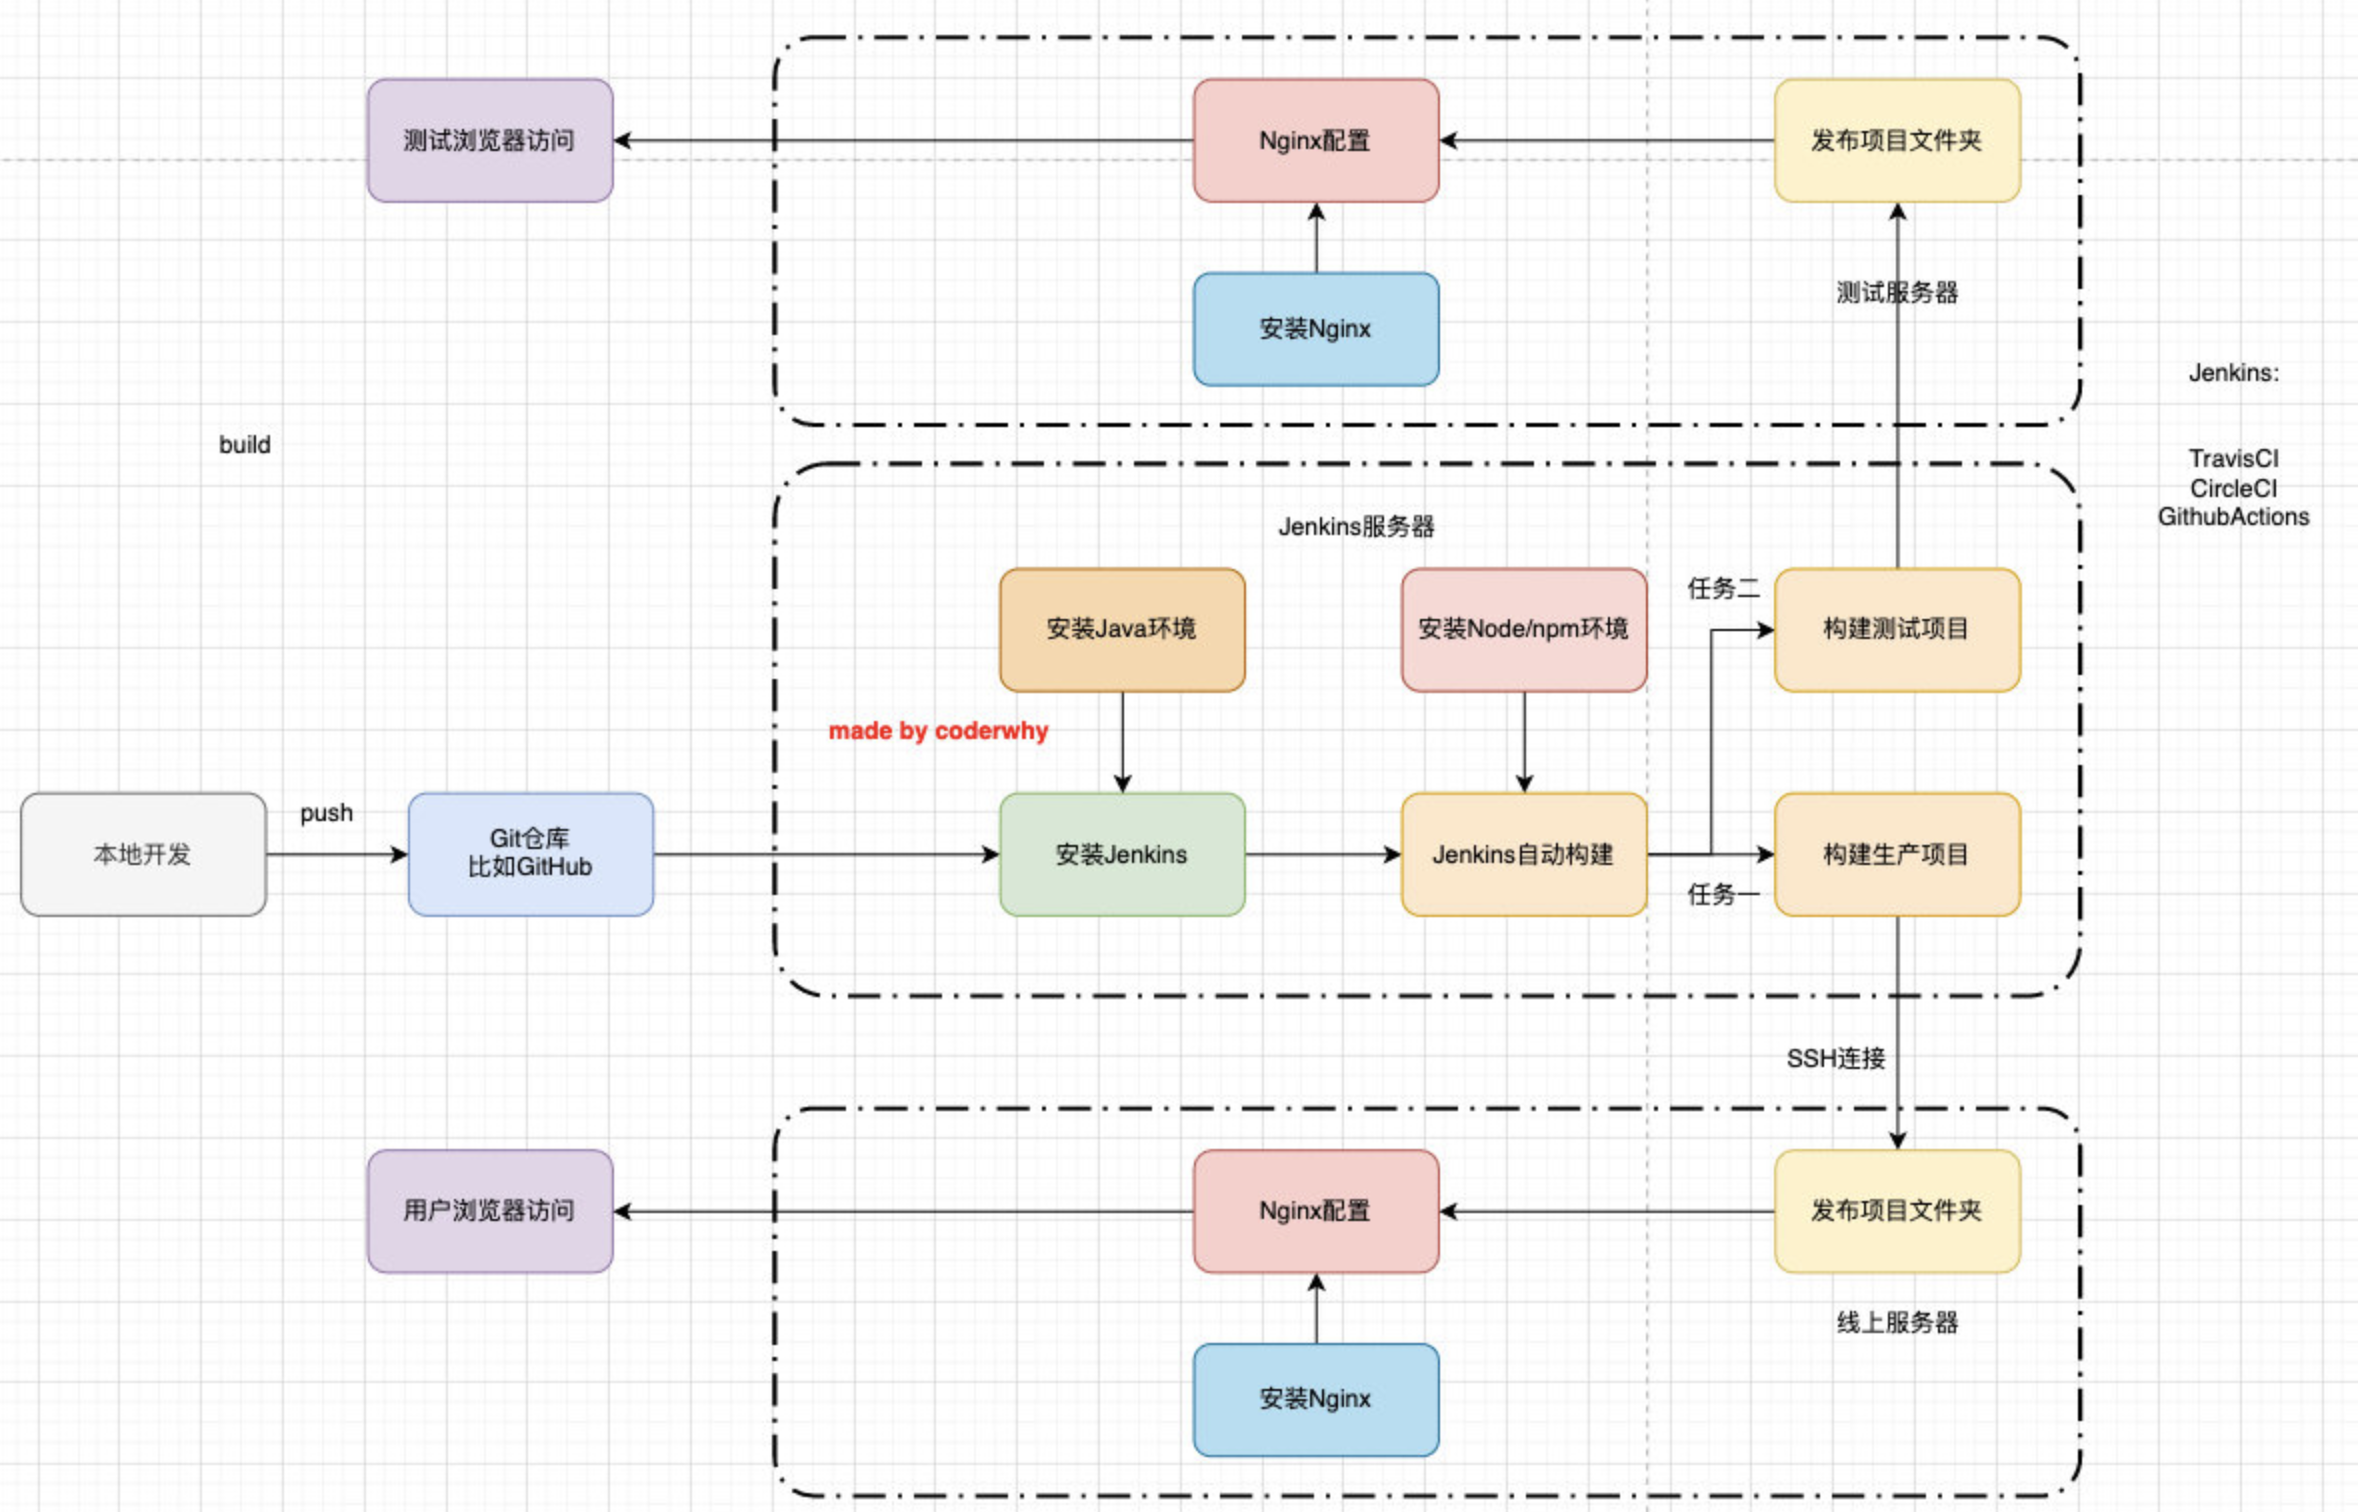 测试浏览器访问
Nginx配置
发布项目文件夹
安装Nginx
测试服务器
Jenkins:
TravisCI
CircleCI
GithubActions
build
Jenkins服务器
安装Java环境
安装Node/npm环境
任务二
构建测试项目
made by coderwhy
本地开发
push
Git仓库
比如GitHub
安装Jenkins
Jenkins自动构建
任务一
构建生产项目
SSH连接
用户浏览器访问
Nginx配置
发布项目文件夹
线上服务器
安装Nginx